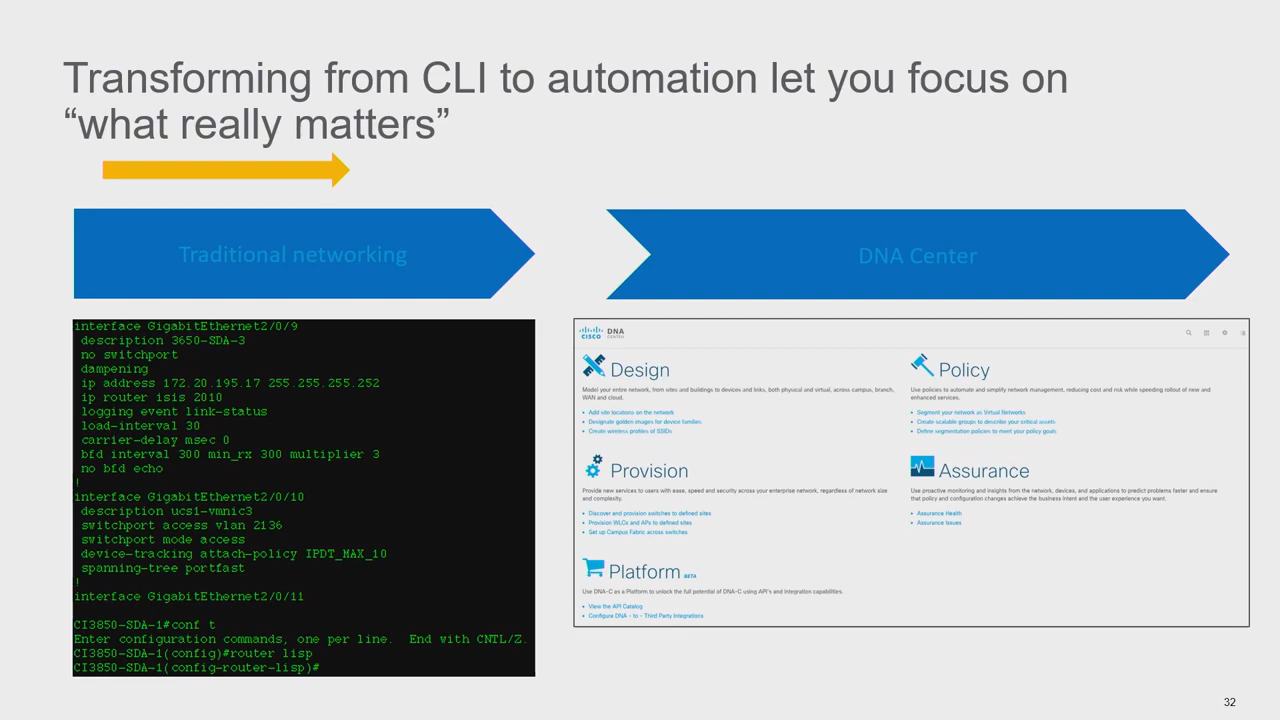 Transforming from CLI to automation let you focus on
“what really matters”
Traditional networking
DNA Center
interface GigabitEthernet2/0/9
description 3650-SDA-3
no switchport
dampening
ip address 172.20.195.17 255.255.255.252
ip router isis 2010
logging event link-status
load-interval 30
carrier-delay msec 0
bfd interval 300 min_rx 300 multiplier 3
no bfd echo
!
interface GigabitEthernet2/0/10
description ucs1-vmnic3
switchport access vlan 2136
switchport mode access
device-tracking attach-policy IPDT_MAX_10
spanning-tree portfast
!
interface GigabitEthernet2/0/11
CI3850-SDA-1#conf t
Enter configuration commands, one per line.  End with CNTL/Z.
CI3850-SDA-1(config)#router lisp
CI3850-SDA-1(config-router-lisp)#
CISCO DNA
CENTER
Design
Model your entire network, from sites and buildings to devices and links, both physical and virtual, across campus, branch,
WAN and cloud.
• Add site locations on the network
• Designate golden images for device families
• Create wireless profiles of SSIDs
Policy
Use policies to automate and simplify network management, reducing cost and risk while speeding rollout of new and
enhanced services.
• Segment your network as Virtual Networks
• Create scalable groups to describe your critical assets
• Define segmentation policies to meet your policy goals
Provision
Provide new services to users with ease, speed and security across your enterprise network, regardless of network size
and complexity.
• Discover and provision switches to defined sites
• Provision WLCs and APs to defined sites
• Set up Campus Fabric across switches
Assurance
Use proactive monitoring and insights from the network, devices, and applications to predict problems faster and ensure
that policy and configuration changes achieve the business intent and the user experience you want.
• Assurance Health
• Assurance Issues
Platform BETA
Use DNA-C as a Platform to unlock the full potential of DNA-C using API's and Integration capabilities.
• View the API Catalog
• Configure DNA - to - Third Party Integrations
32